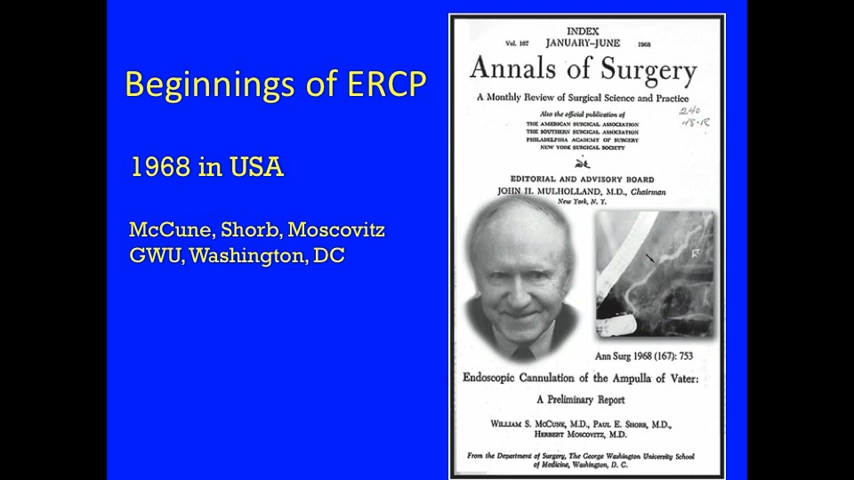 Beginnings of ERCP
1968 in USA
McCune, Shorb, Moscovitz
GWU, Washington, DC
INDEX
Vol. 167 JANUARY–JUNE 1968
Annals of Surgery
A Monthly Review of Surgical Science and Practice
Also the official publication of
THE AMERICAN SURGICAL ASSOCIATION
THE SOUTHERN SURGICAL ASSOCIATION
PHILADELPHIA ACADEMY OF SURGERY
NEW YORK SURGICAL SOCIETY
EDITORIAL AND ADVISORY BOARD
JOHN H. MULHOLLAND, M.D., Chairman
New York, N. Y.
Ann Surg 1968 (167): 753
Endoscopic Cannulation of the Ampulla of Vater:
A Preliminary Report
WILLIAM S. McCUNE, M.D., PAUL E. SHORB, M.D.,
HERBERT MOSCOVITZ, M.D.
From the Department of Surgery, The George Washington University School
of Medicine, Washington, D. C.